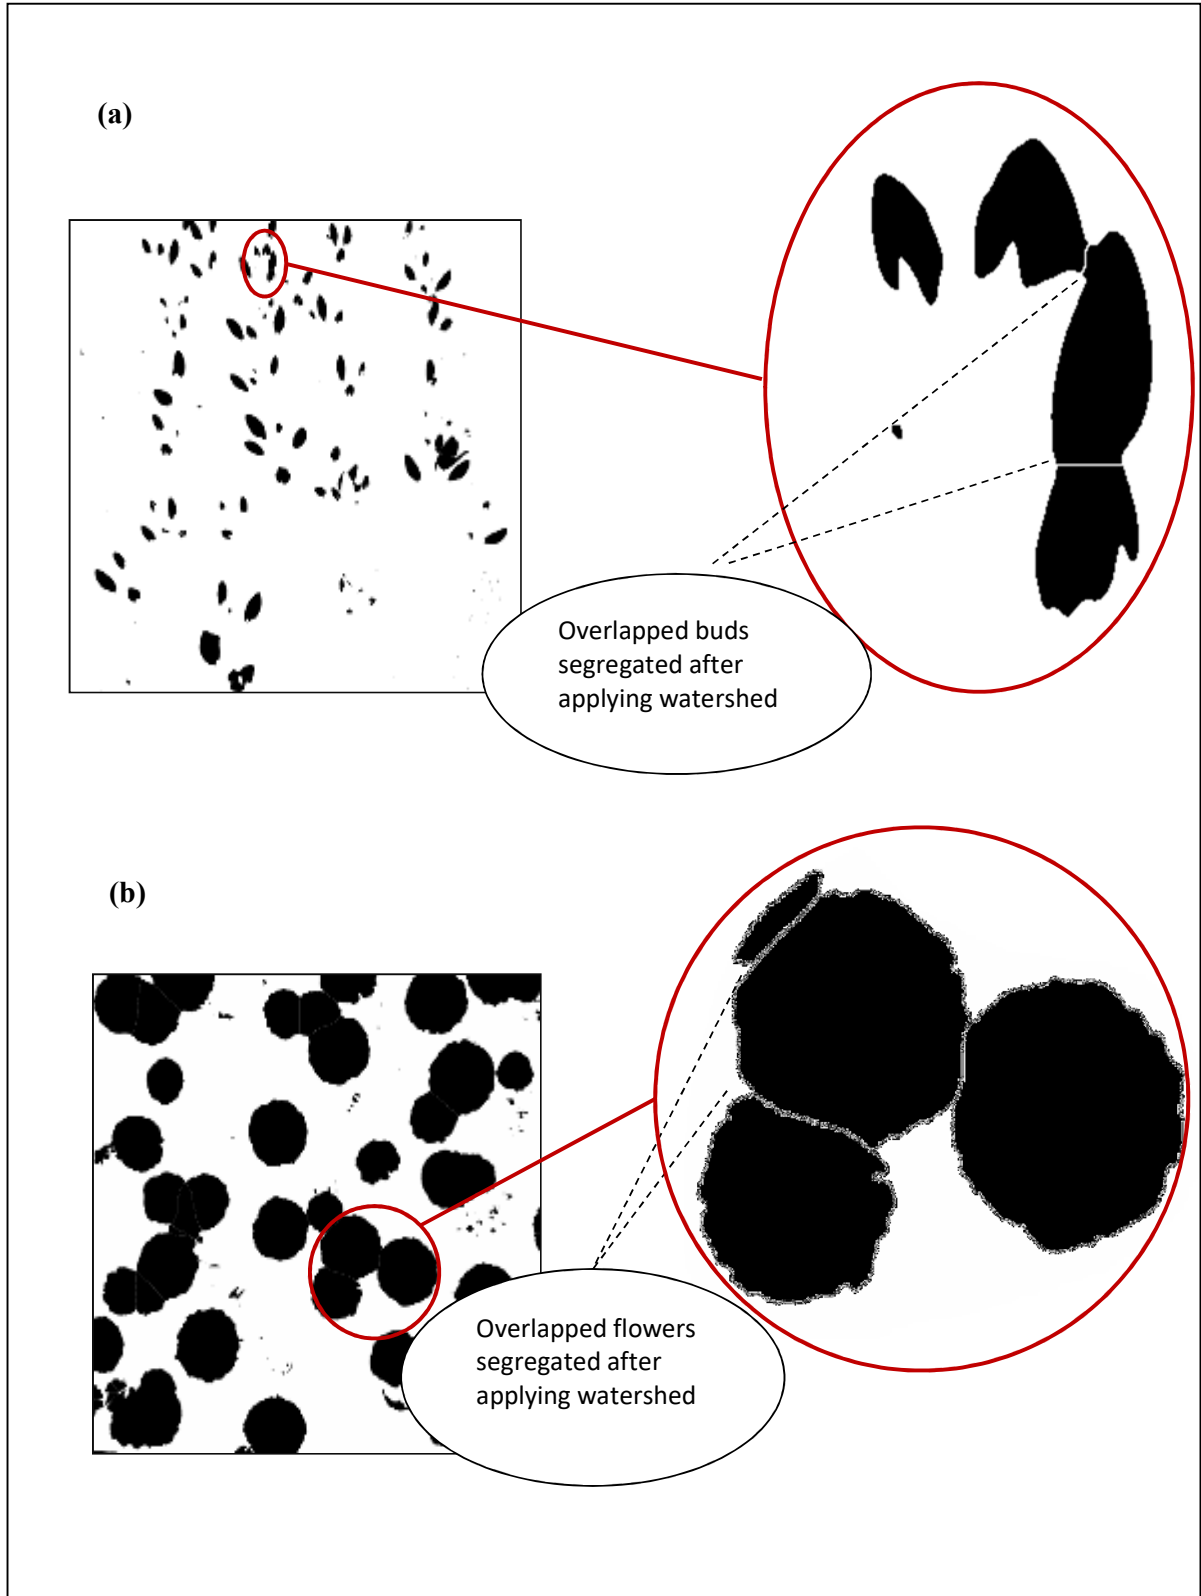 (a)
Overlapped buds
segregated after
applying watershed
(b)
Overlapped flowers
segregated after
applying watershed